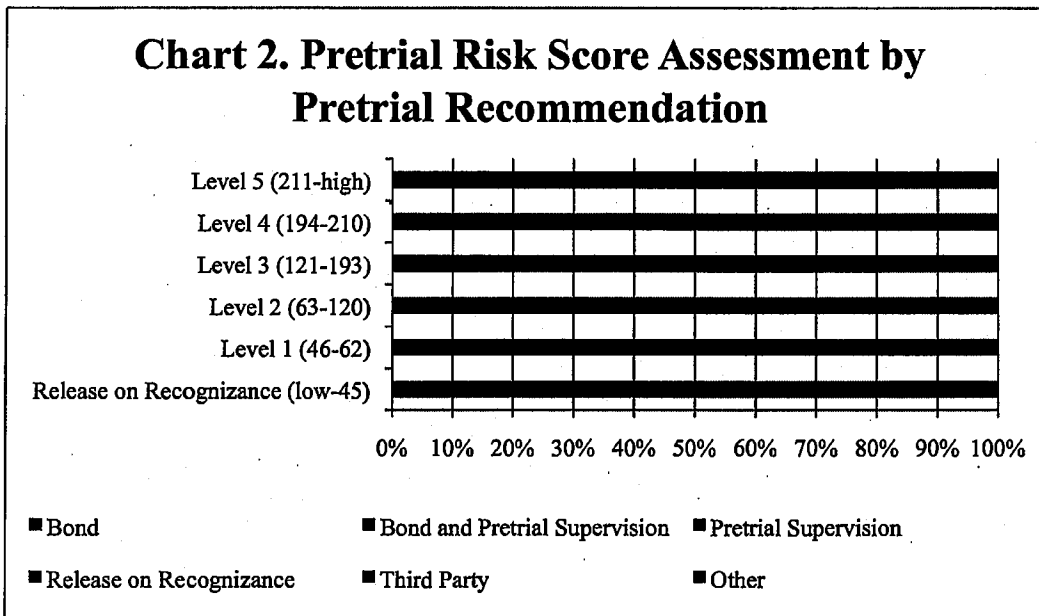 Chart 2. Pretrial Risk Score Assessment by
Pretrial Recommendation
Level 5 (211-high)
Level 4 (194-210)
Level 3 (121-193)
Level 2 (63-120)
Level 1 (46-62)
Release on Recognizance (low-45)
0% 10% 20% 30% 40% 50% 60% 70% 80% 90% 100%
Bond Bond and Pretrial Supervision Pretrial Supervision
Release on Recognizance Third Party Other